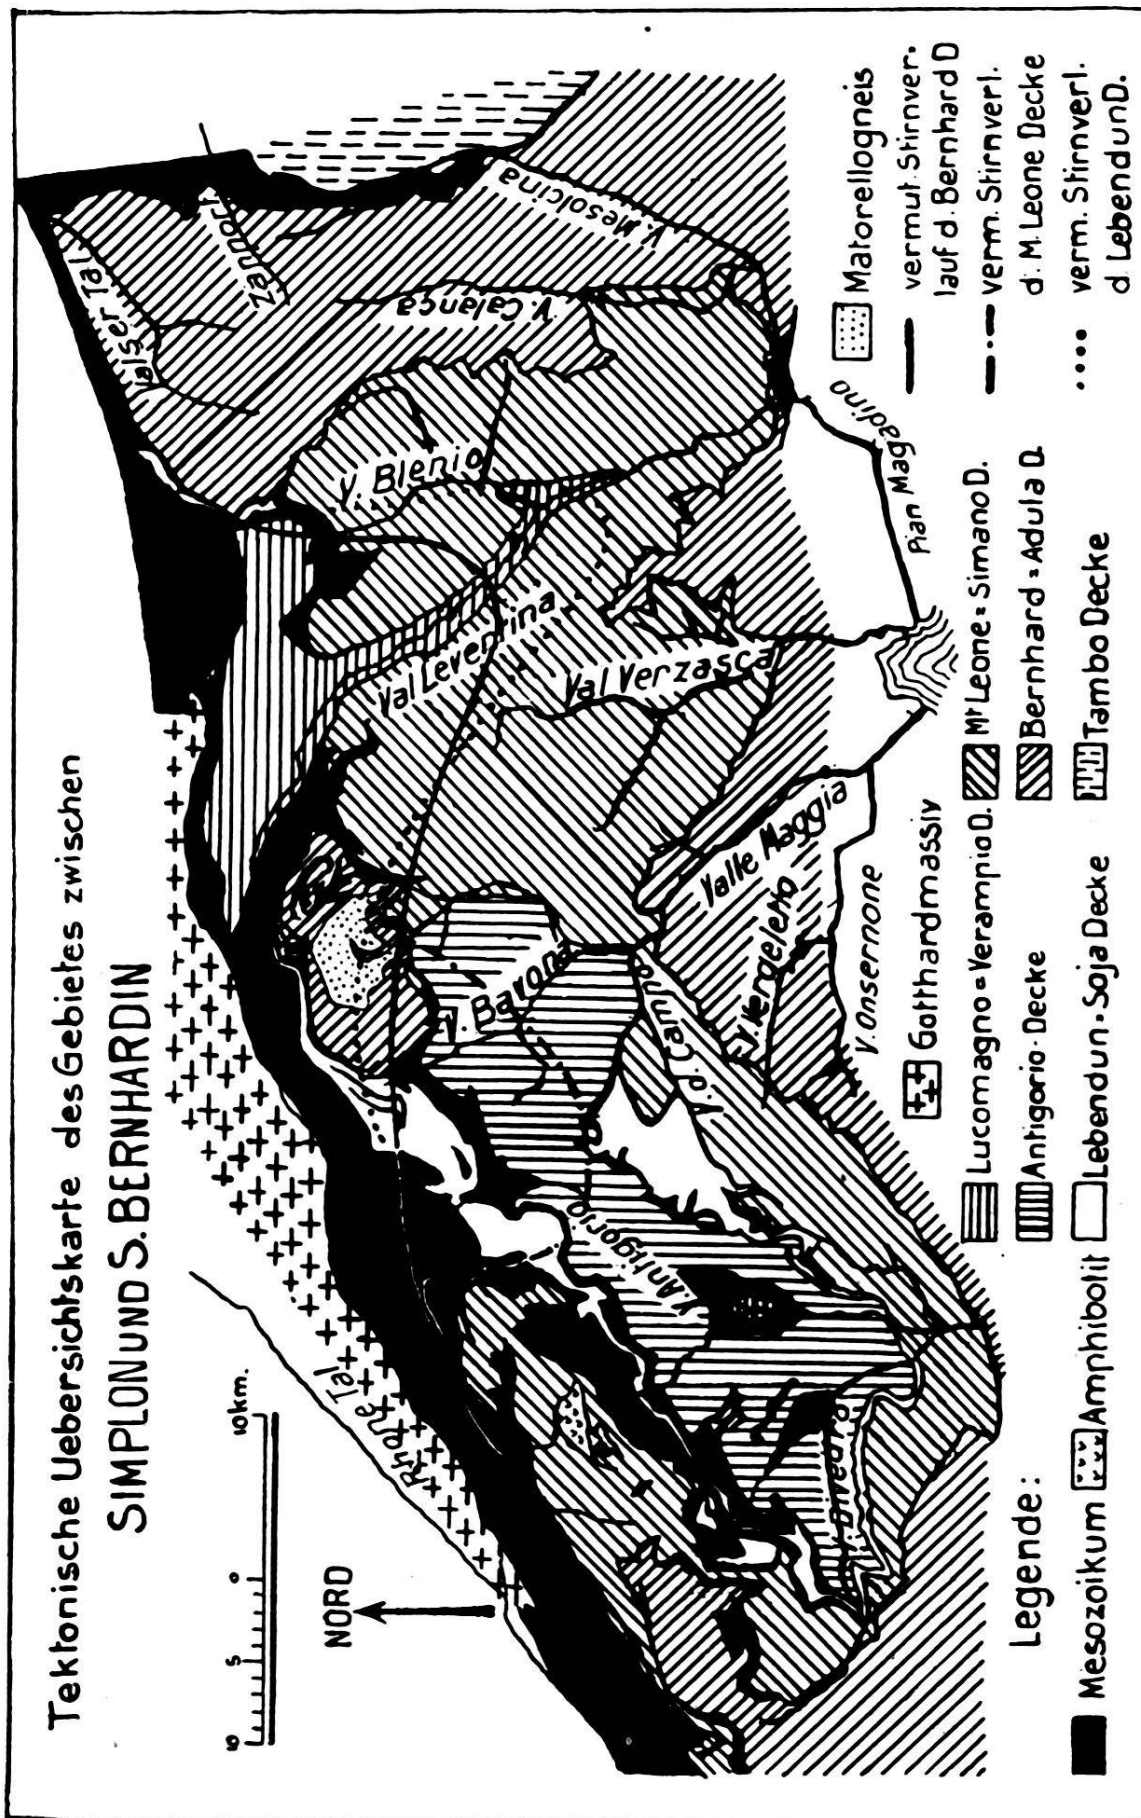 Tektonische Uebersichtskarte des Gebietes zwischen
SIMPLON UND S. BERNHARDIN
10 5 0 10km.
NORD
Rhone Tal
Valser Tal
Zannoch
V. Mesolcina
V. Calanca
V. Blenio
Val Leventina
Val Verzasca
Pian Magadino
Valle Maggia
V. Vergeletto
V. Onsernone
V. Bavona
V. d. Campo
V. Antigorio
V. Divedro
Legende:
Mesozoikum
Amphibolit
Gotthardmassiv
Lucomagno = Verampio D.
Antigorio-Decke
Lebendun = Soja Decke
Mt Leone = Simano D.
Bernhard = Adula D.
Tambo Decke
Matorellogneis
vermut. Stirnver.
lauf d. Bernhard D
verm. Stirnverl.
d. M. Leone Decke
verm. Stirnverl.
d Lebendun D.